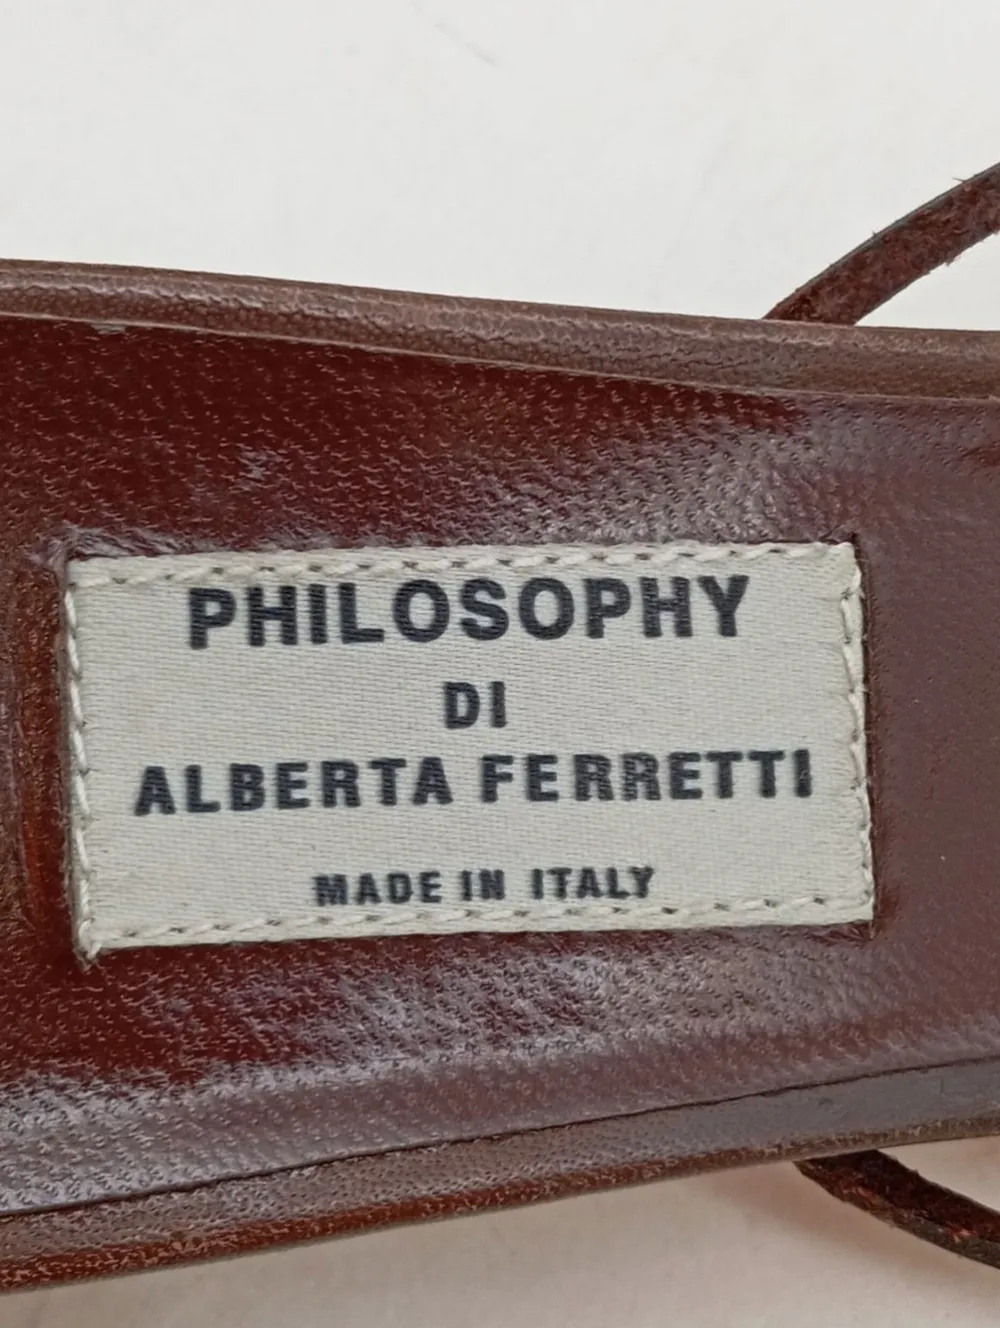 PHILOSOPHY
DI
ALBERTA FERRETTI
MADE IN ITALY